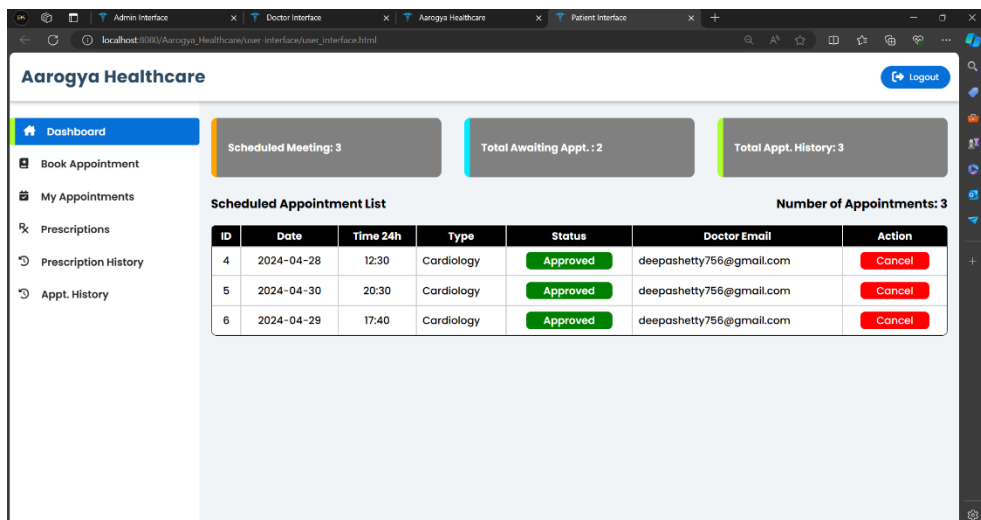 Admin Interface
Doctor Interface
Aarogya Healthcare
Patient Interface
localhost:8080/Aarogya_Healthcare/user-interface/user_interface.html
Aarogya Healthcare
Logout
Dashboard
Book Appointment
My Appointments
Prescriptions
Prescription History
Appt. History
Scheduled Meeting: 3
Total Awaiting Appt. : 2
Total Appt. History: 3
Scheduled Appointment List
Number of Appointments: 3
ID Date Time 24h Type Status Doctor Email Action
4 2024-04-28 12:30 Cardiology Approved deepashetty756@gmail.com Cancel
5 2024-04-30 20:30 Cardiology Approved deepashetty756@gmail.com Cancel
6 2024-04-29 17:40 Cardiology Approved deepashetty756@gmail.com Cancel